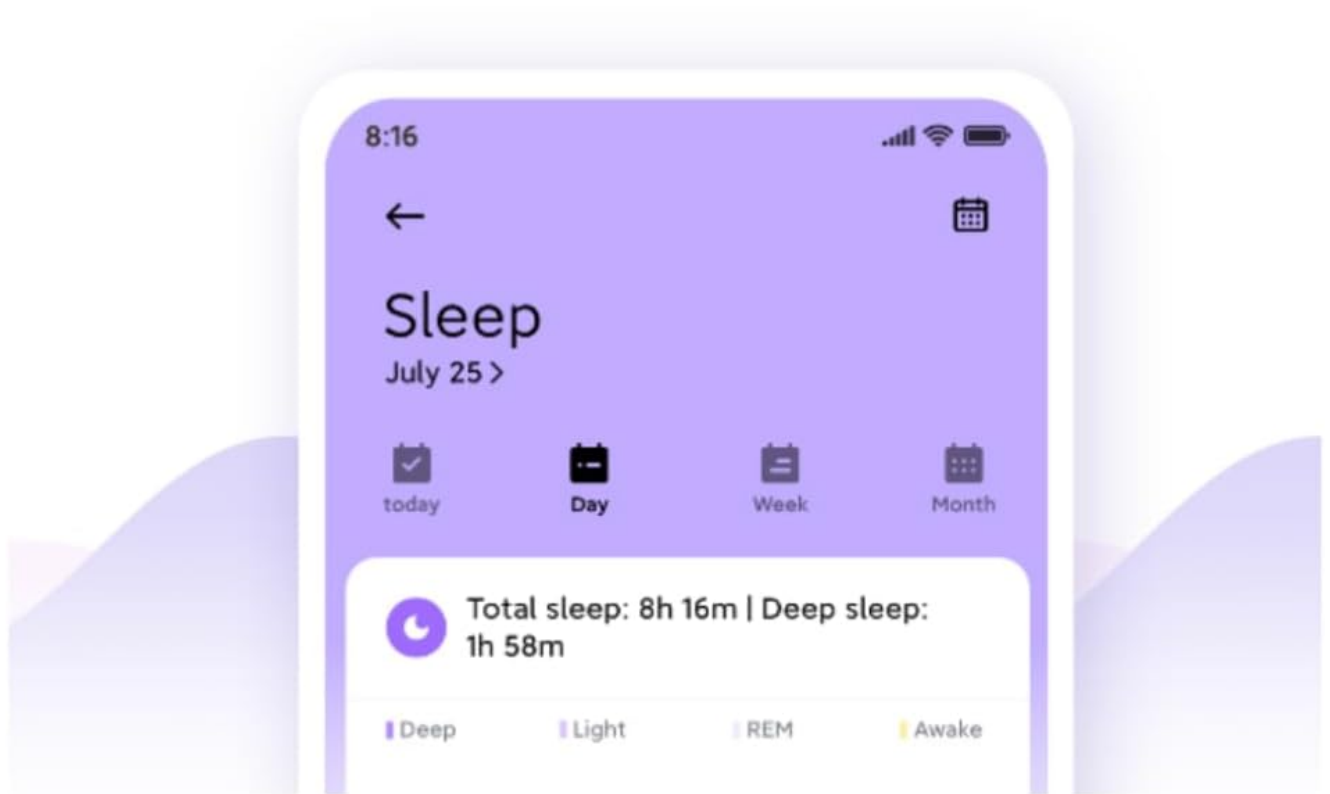 8:16
Sleep
July 25 >
today Day Week Month
Total sleep: 8h 16m | Deep sleep:
1h 58m
Deep Light REM Awake